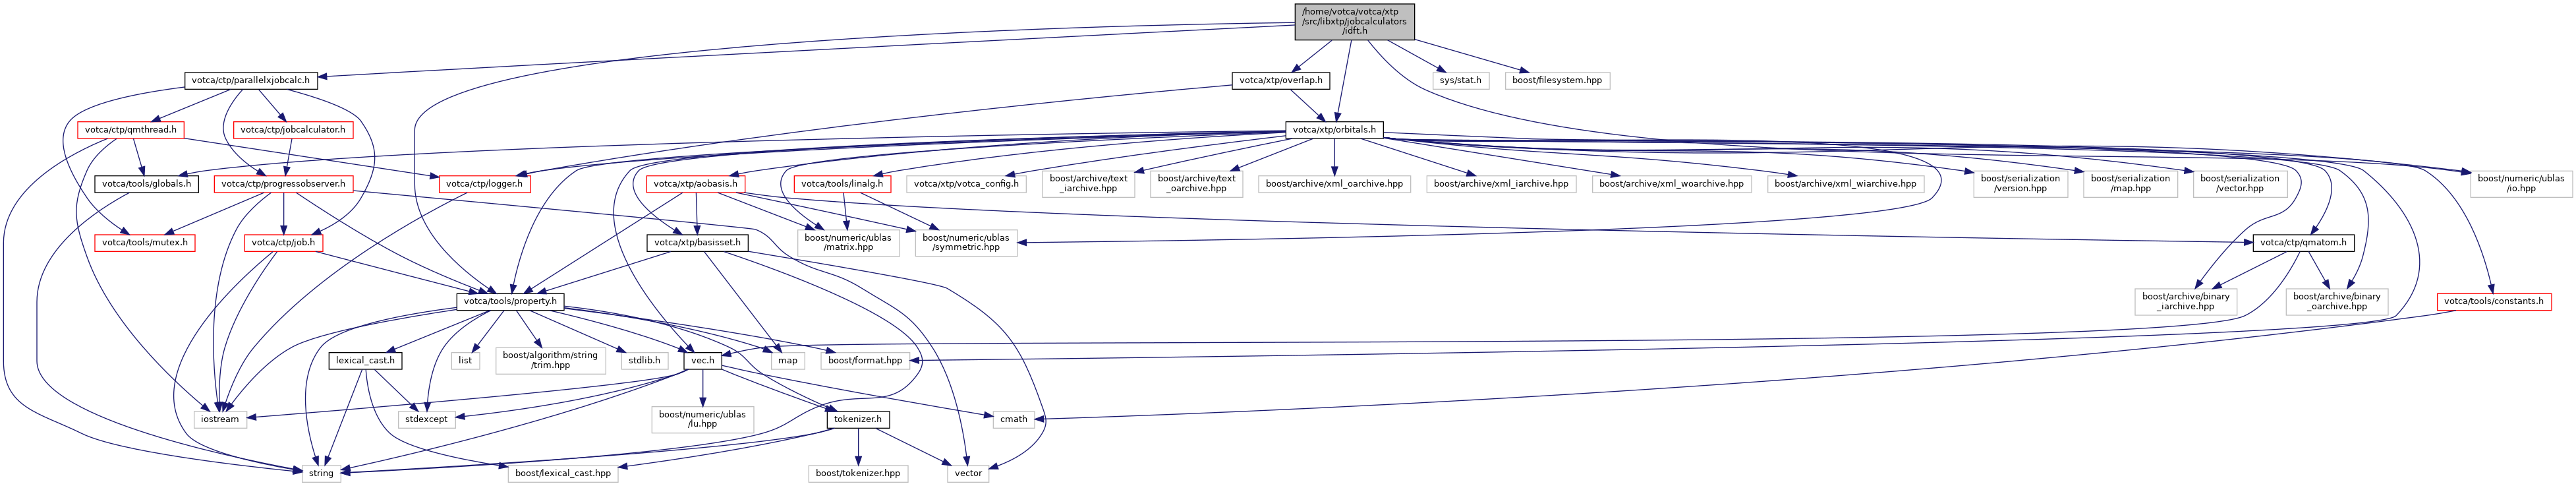 /home/votca/votca/xtp
/src/libxtp/jobcalculators
/idft.h
votca/ctp/parallelxjobcalc.h
votca/xtp/overlap.h
sys/stat.h
boost/filesystem.hpp
votca/ctp/qmthread.h
votca/ctp/jobcalculator.h
votca/xtp/orbitals.h
votca/tools/globals.h
votca/ctp/progressobserver.h
votca/ctp/logger.h
votca/xtp/aobasis.h
votca/tools/linalg.h
votca/xtp/votca_config.h
boost/archive/text
_iarchive.hpp
boost/archive/text
_oarchive.hpp
boost/archive/xml_oarchive.hpp
boost/archive/xml_iarchive.hpp
boost/archive/xml_woarchive.hpp
boost/archive/xml_wiarchive.hpp
boost/serialization
/version.hpp
boost/serialization
/map.hpp
boost/serialization
/vector.hpp
boost/numeric/ublas
/io.hpp
votca/tools/mutex.h
votca/ctp/job.h
votca/xtp/basisset.h
boost/numeric/ublas
/matrix.hpp
boost/numeric/ublas
/symmetric.hpp
votca/ctp/qmatom.h
votca/tools/property.h
boost/archive/binary
_iarchive.hpp
boost/archive/binary
_oarchive.hpp
votca/tools/constants.h
lexical_cast.h
list
boost/algorithm/string
/trim.hpp
stdlib.h
vec.h
map
boost/format.hpp
iostream
stdexcept
boost/numeric/ublas
/lu.hpp
tokenizer.h
cmath
string
boost/lexical_cast.hpp
boost/tokenizer.hpp
vector